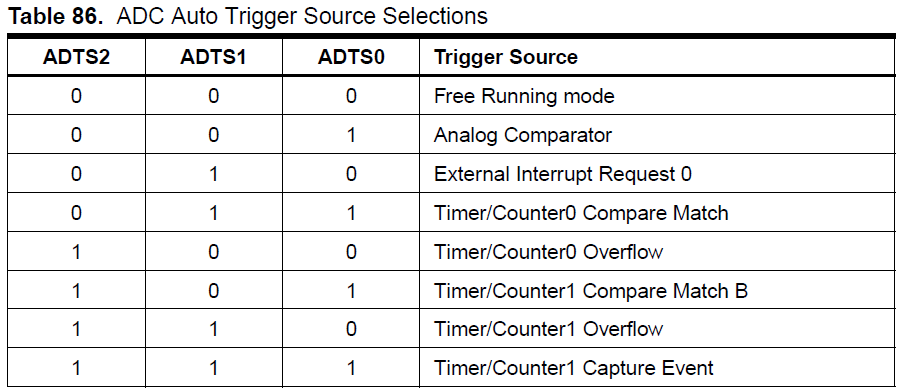 Table 86. ADC Auto Trigger Source Selections
ADTS2 ADTS1 ADTS0 Trigger Source
0 0 0 Free Running mode
0 0 1 Analog Comparator
0 1 0 External Interrupt Request 0
0 1 1 Timer/Counter0 Compare Match
1 0 0 Timer/Counter0 Overflow
1 0 1 Timer/Counter1 Compare Match B
1 1 0 Timer/Counter1 Overflow
1 1 1 Timer/Counter1 Capture Event